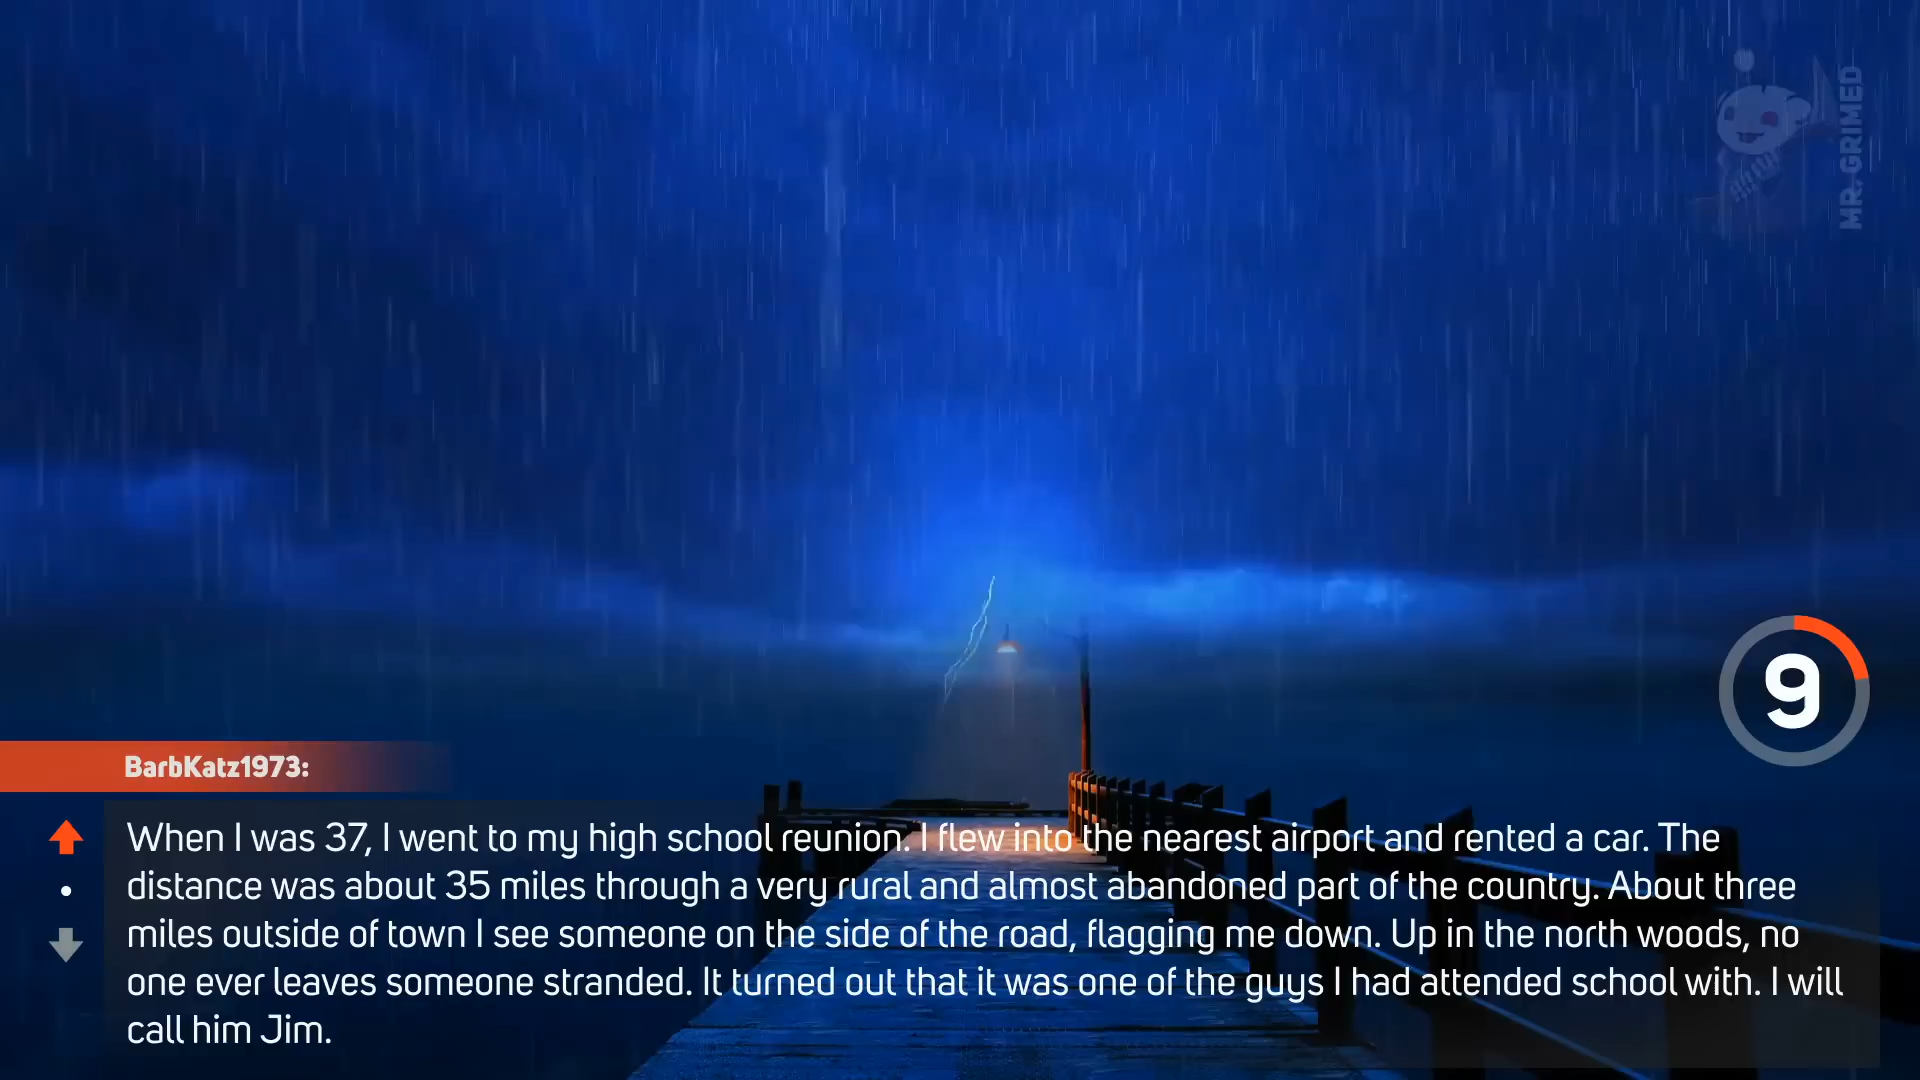 MR. GRIMED
9
BarbKatz1973:
When I was 37, I went to my high school reunion. I flew into the nearest airport and rented a car. The
distance was about 35 miles through a very rural and almost abandoned part of the country. About three
miles outside of town I see someone on the side of the road, flagging me down. Up in the north woods, no
one ever leaves someone stranded. It turned out that it was one of the guys I had attended school with. I will
call him Jim.